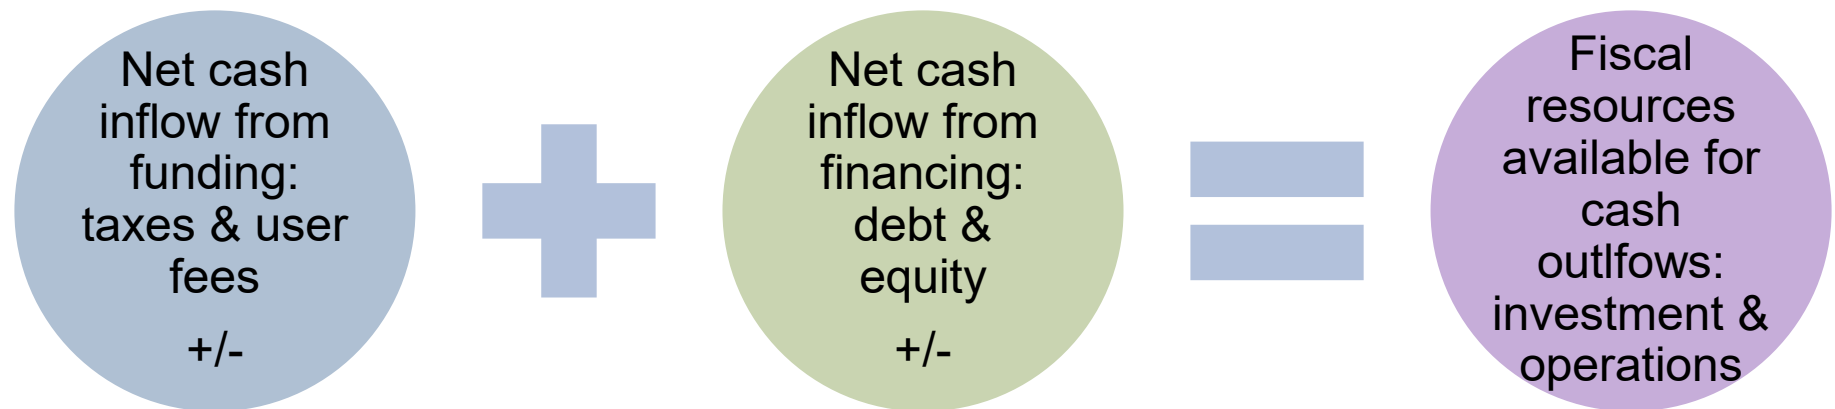 Net cash
inflow from
funding:
taxes & user
fees
+/-
Net cash
inflow from
financing:
debt &
equity
+/-
Fiscal
resources
available for
cash
outlfows:
investment &
operations